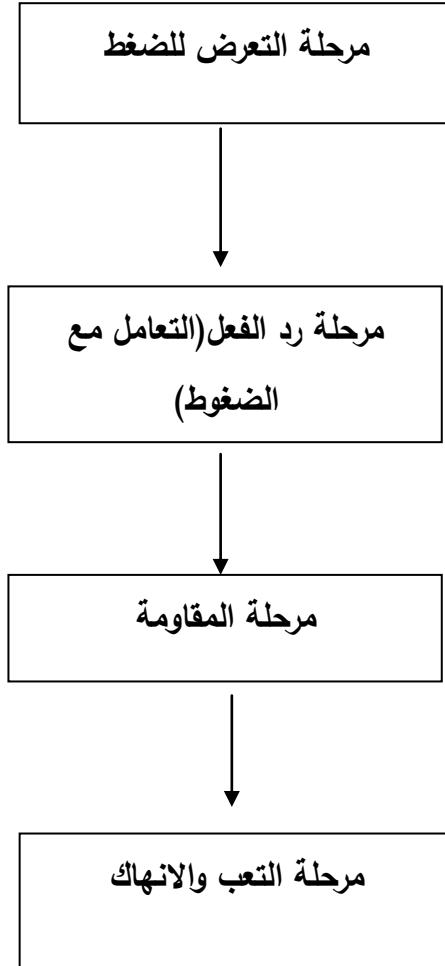 مرحلة التعرض للضغط
مرحلة رد الفعل(التعامل مع
الضغوط)
مرحلة المقاومة
مرحلة التعب والانهاك